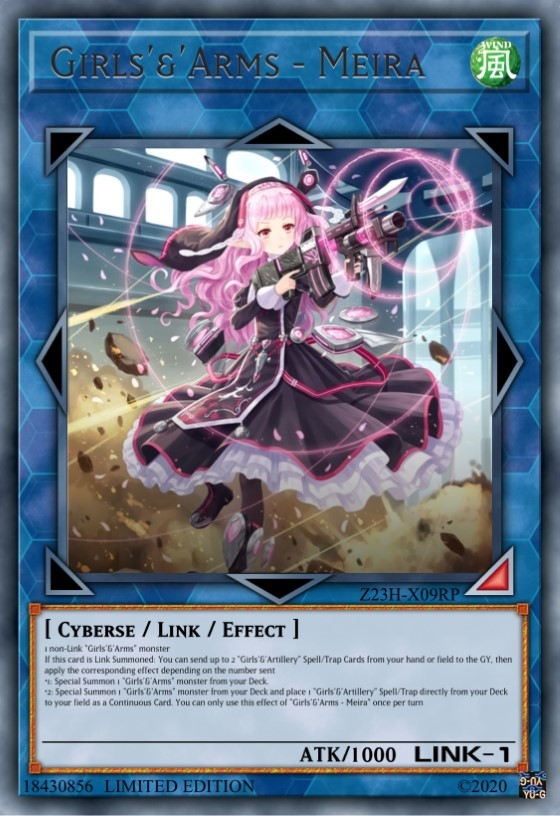 Girls'&'Arms - Meira
WIND
風
Z23H-X09RP
[ Cyberse / Link / Effect ]
1 non-Link "Girls'&'Arms" monster
If this card is Link Summoned: You can send up to 2 "Girls'&'Artillery" Spell/Trap Cards from your hand or field to the GY, then
apply the corresponding effect depending on the number sent
*1: Special Summon 1 "Girls'&'Arms" monster from your Deck.
*2: Special Summon 1 "Girls'&'Arms" monster from your Deck and place 1 "Girls'&'Artillery" Spell/Trap directly from your Deck
to your field as a Continuous Card. You can only use this effect of "Girls'&'Arms - Meira" once per turn
ATK/1000 LINK-1
18430856 LIMITED EDITION ©2020